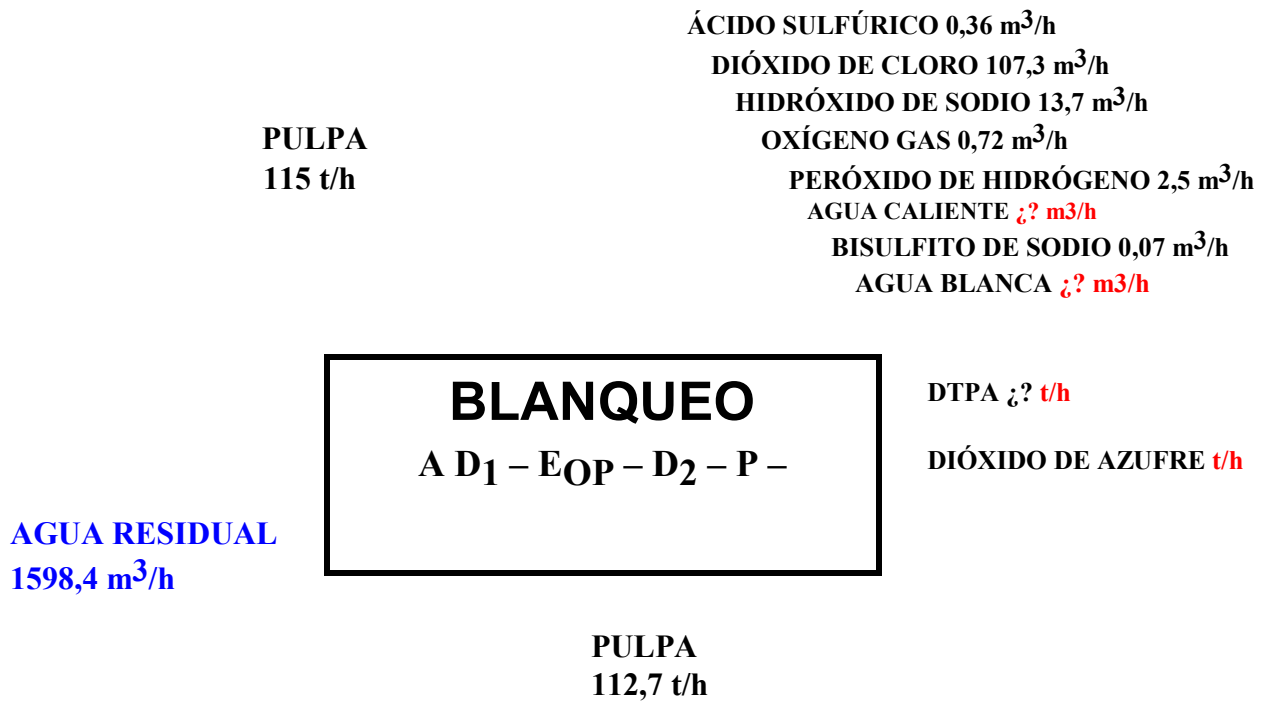 ÁCIDO SULFÚRICO 0,36 m3/h
DIÓXIDO DE CLORO 107,3 m3/h
HIDRÓXIDO DE SODIO 13,7 m3/h
PULPA
115 t/h
OXÍGENO GAS 0,72 m3/h
PERÓXIDO DE HIDRÓGENO 2,5 m3/h
AGUA CALIENTE ¿? m3/h
BISULFITO DE SODIO 0,07 m3/h
AGUA BLANCA ¿? m3/h
BLANQUEO
A D1 – EOP – D2 – P –
DTPA ¿? t/h
DIÓXIDO DE AZUFRE t/h
AGUA RESIDUAL
1598,4 m3/h
PULPA
112,7 t/h